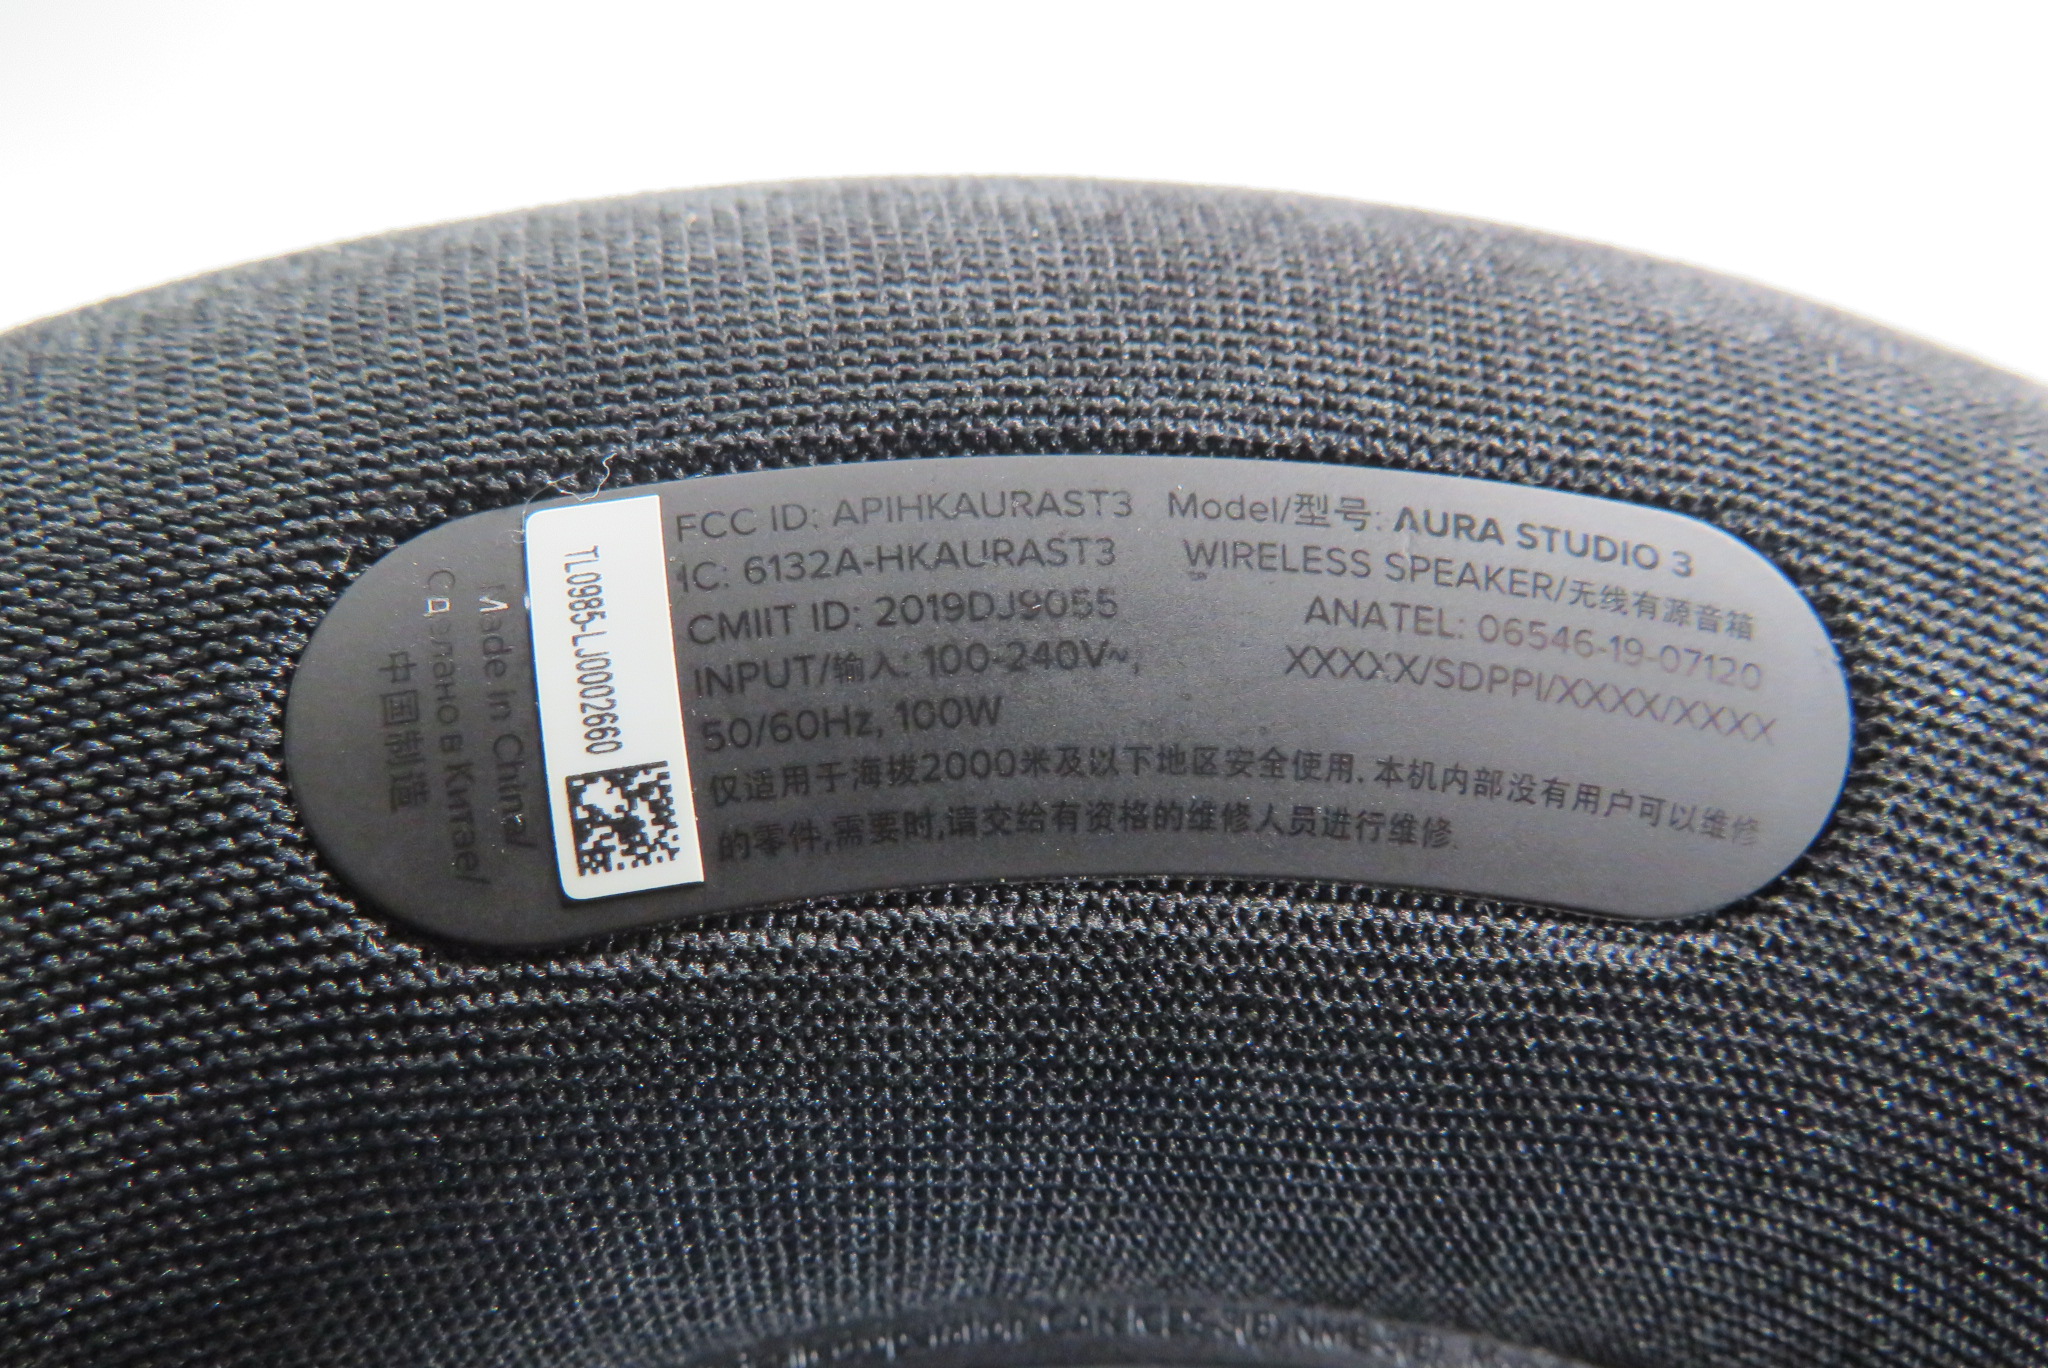 FCC ID: APIHKAURAST3
IC: 6132A-HKAURAST3
CMIIT ID: 2019DJ9055
INPUT/输入: 100-240V~,
50/60Hz, 100W
Model/型号: AURA STUDIO 3
WIRELESS SPEAKER/无线有源音箱
ANATEL: 06546-19-07120
XXXXX/SDPPI/XXXX/XXXX
仅适用于海拔2000米及以下地区安全使用. 本机内部没有用户可以维修
的零件,需要时,请交给有资格的维修人员进行维修.
TL0985-LJ0002660
Made in China/
Сделано в Китае/
中国制造